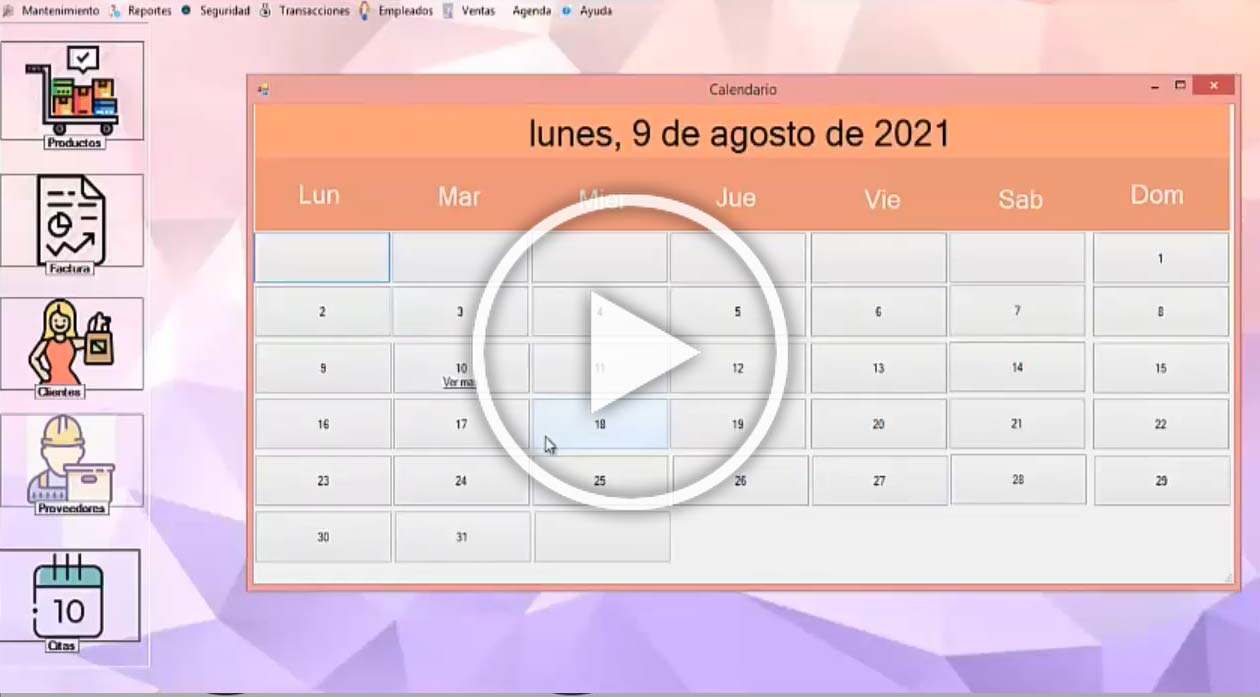 Mantenimiento Reportes Seguridad Transacciones Empleados Ventas Agenda Ayuda
Productos
Factura
Clientes
Proveedores
10
Citas
Calendario
lunes, 9 de agosto de 2021
Lun Mar Mier Jue Vie Sab Dom
1
2 3 4 5 6 7 8
9 10 11 12 13 14 15
Ver mas
16 17 18 19 20 21 22
23 24 25 26 27 28 29
30 31